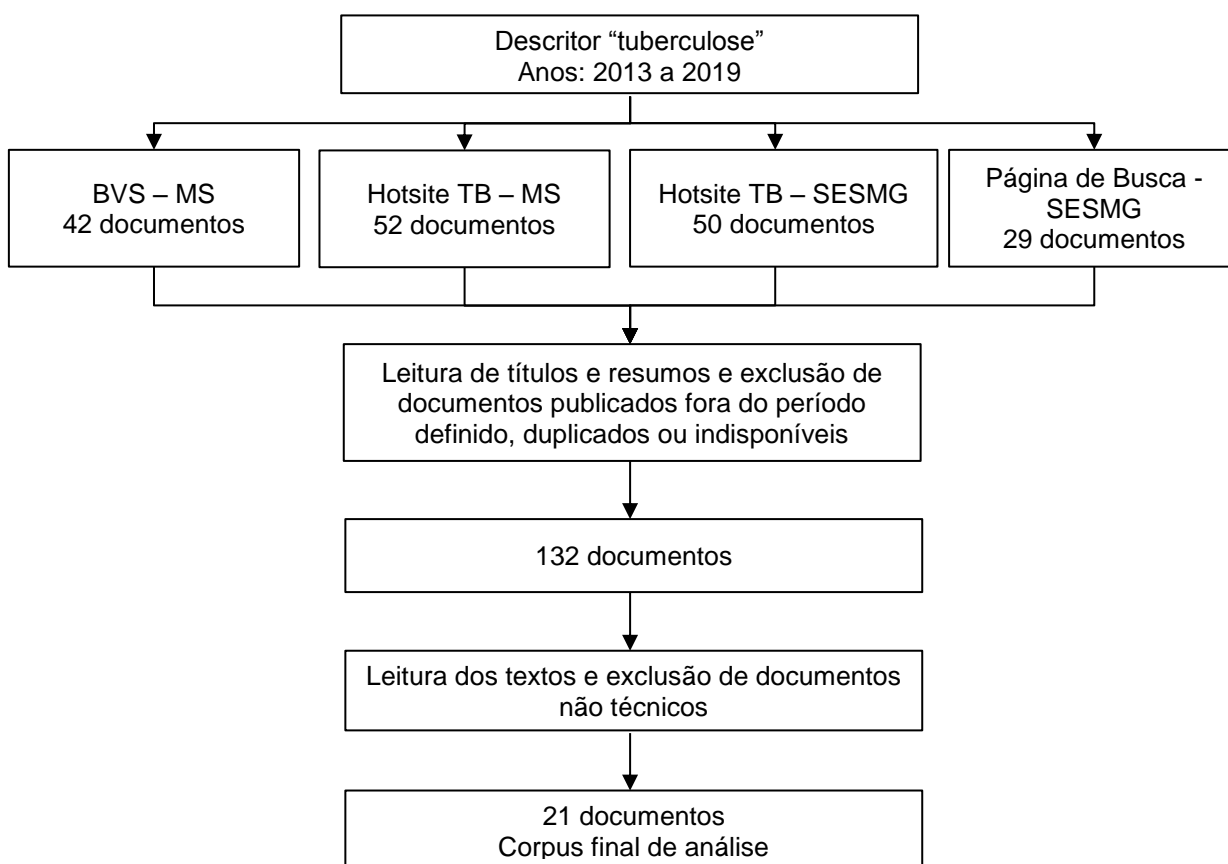 Descritor “tuberculose”
Anos: 2013 a 2019
BVS – MS
42 documentos
Hotsite TB – MS
52 documentos
Hotsite TB – SESMG
50 documentos
Página de Busca -
SESMG
29 documentos
Leitura de títulos e resumos e exclusão de
documentos publicados fora do período
definido, duplicados ou indisponíveis
132 documentos
Leitura dos textos e exclusão de documentos
não técnicos
21 documentos
Corpus final de análise